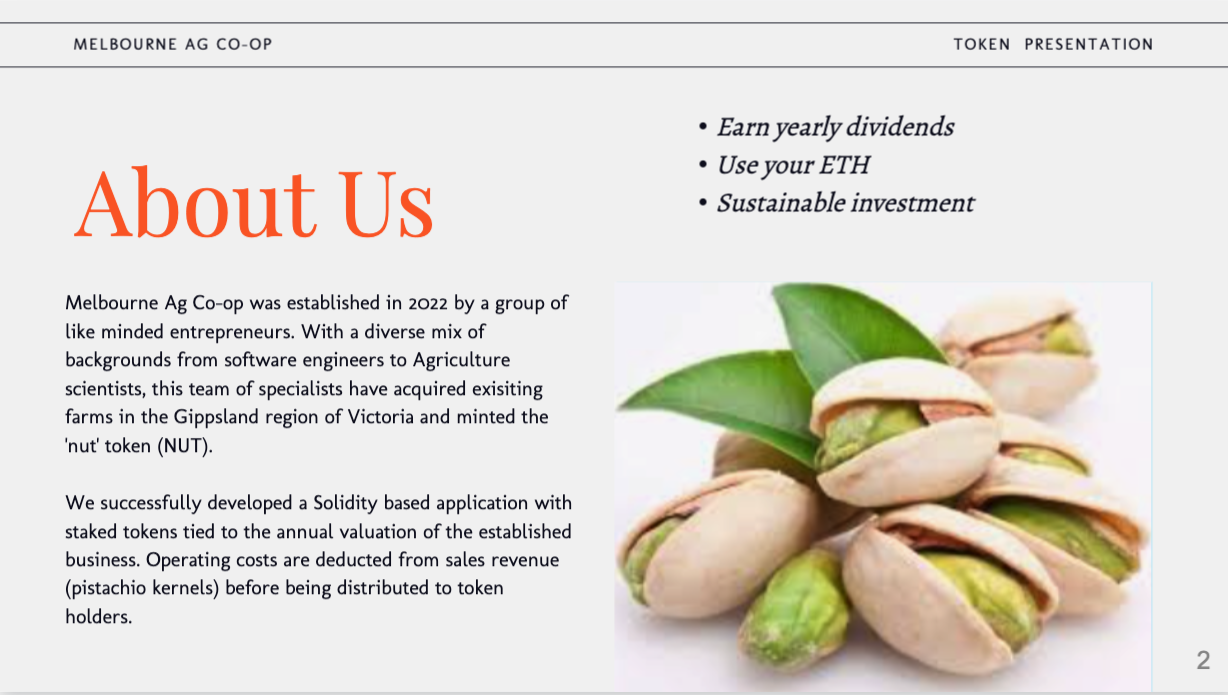 MELBOURNE AG CO-OP
TOKEN PRESENTATION
• Earn yearly dividends
• Use your ETH
• Sustainable investment
About Us
Melbourne Ag Co-op was established in 2022 by a group of
like minded entrepreneurs. With a diverse mix of
backgrounds from software engineers to Agriculture
scientists, this team of specialists have acquired exisiting
farms in the Gippsland region of Victoria and minted the
'nut' token (NUT).
We successfully developed a Solidity based application with
staked tokens tied to the annual valuation of the established
business. Operating costs are deducted from sales revenue
(pistachio kernels) before being distributed to token
holders.
2